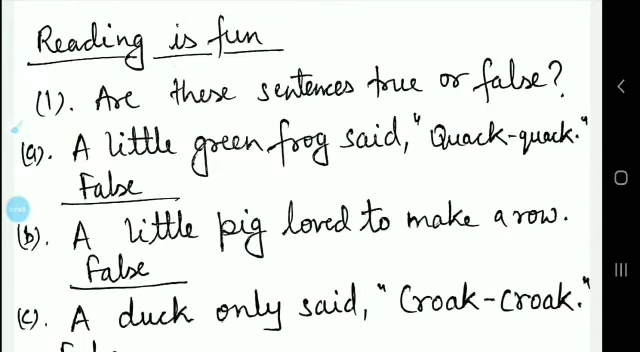 Reading is fun
(1). Are these sentences true or false?
(a). A little green frog said, "Quack-quack."
False
(b). A little pig loved to make a row.
False
(c). A duck only said, "Croak-Croak."